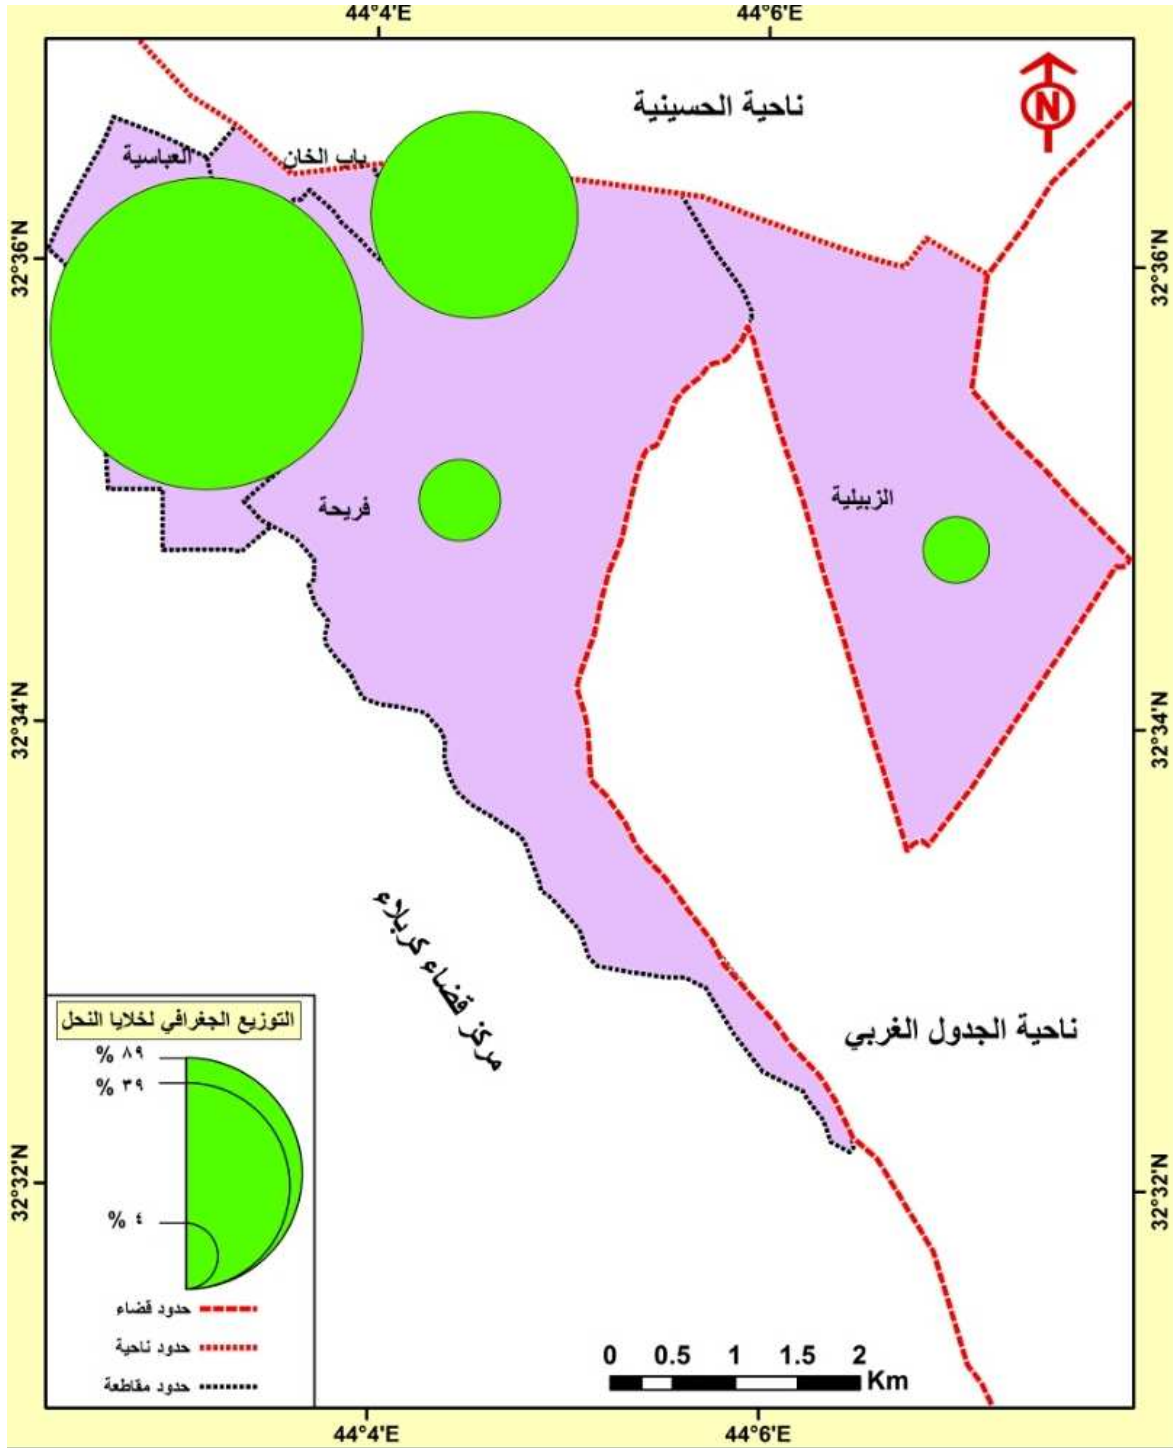 44°4'E
44°6'E
ناحية الحسينية
N
العباسية
باب الخان
32°36'N
32°36'N
فريحة
الزبيلية
32°34'N
32°34'N
مركز قضاء كربلاء
ناحية الجدول الغربي
التوزيع الجغرافي لخلايا النحل
% ٨٩
% ٣٩
% ٤
32°32'N
32°32'N
حدود قضاء
حدود ناحية
حدود مقاطعة
0 0.5 1 1.5 2
Km
44°4'E
44°6'E